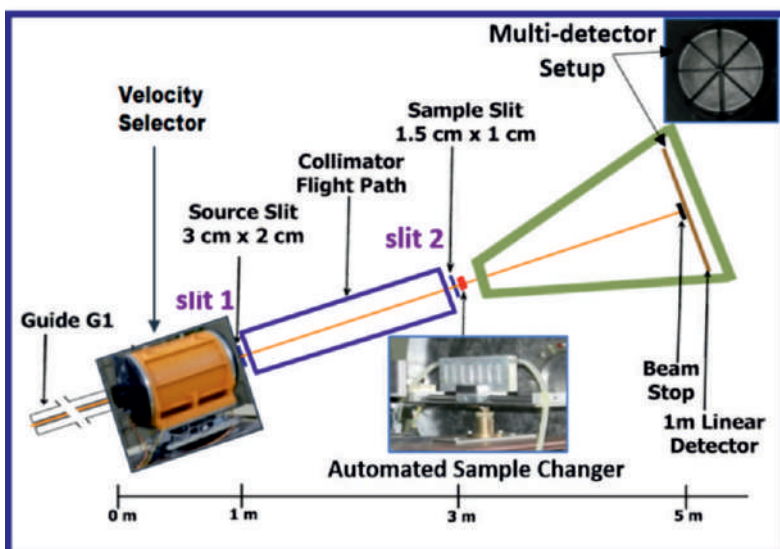 Multi-detector
Setup
Velocity
Selector
Sample Slit
1.5 cm x 1 cm
Collimator
Flight Path
Source Slit
3 cm x 2 cm
slit 2
slit 1
Guide G1
Beam
Stop
1m Linear
Detector
Automated Sample Changer
0 m
1 m
3 m
5 m